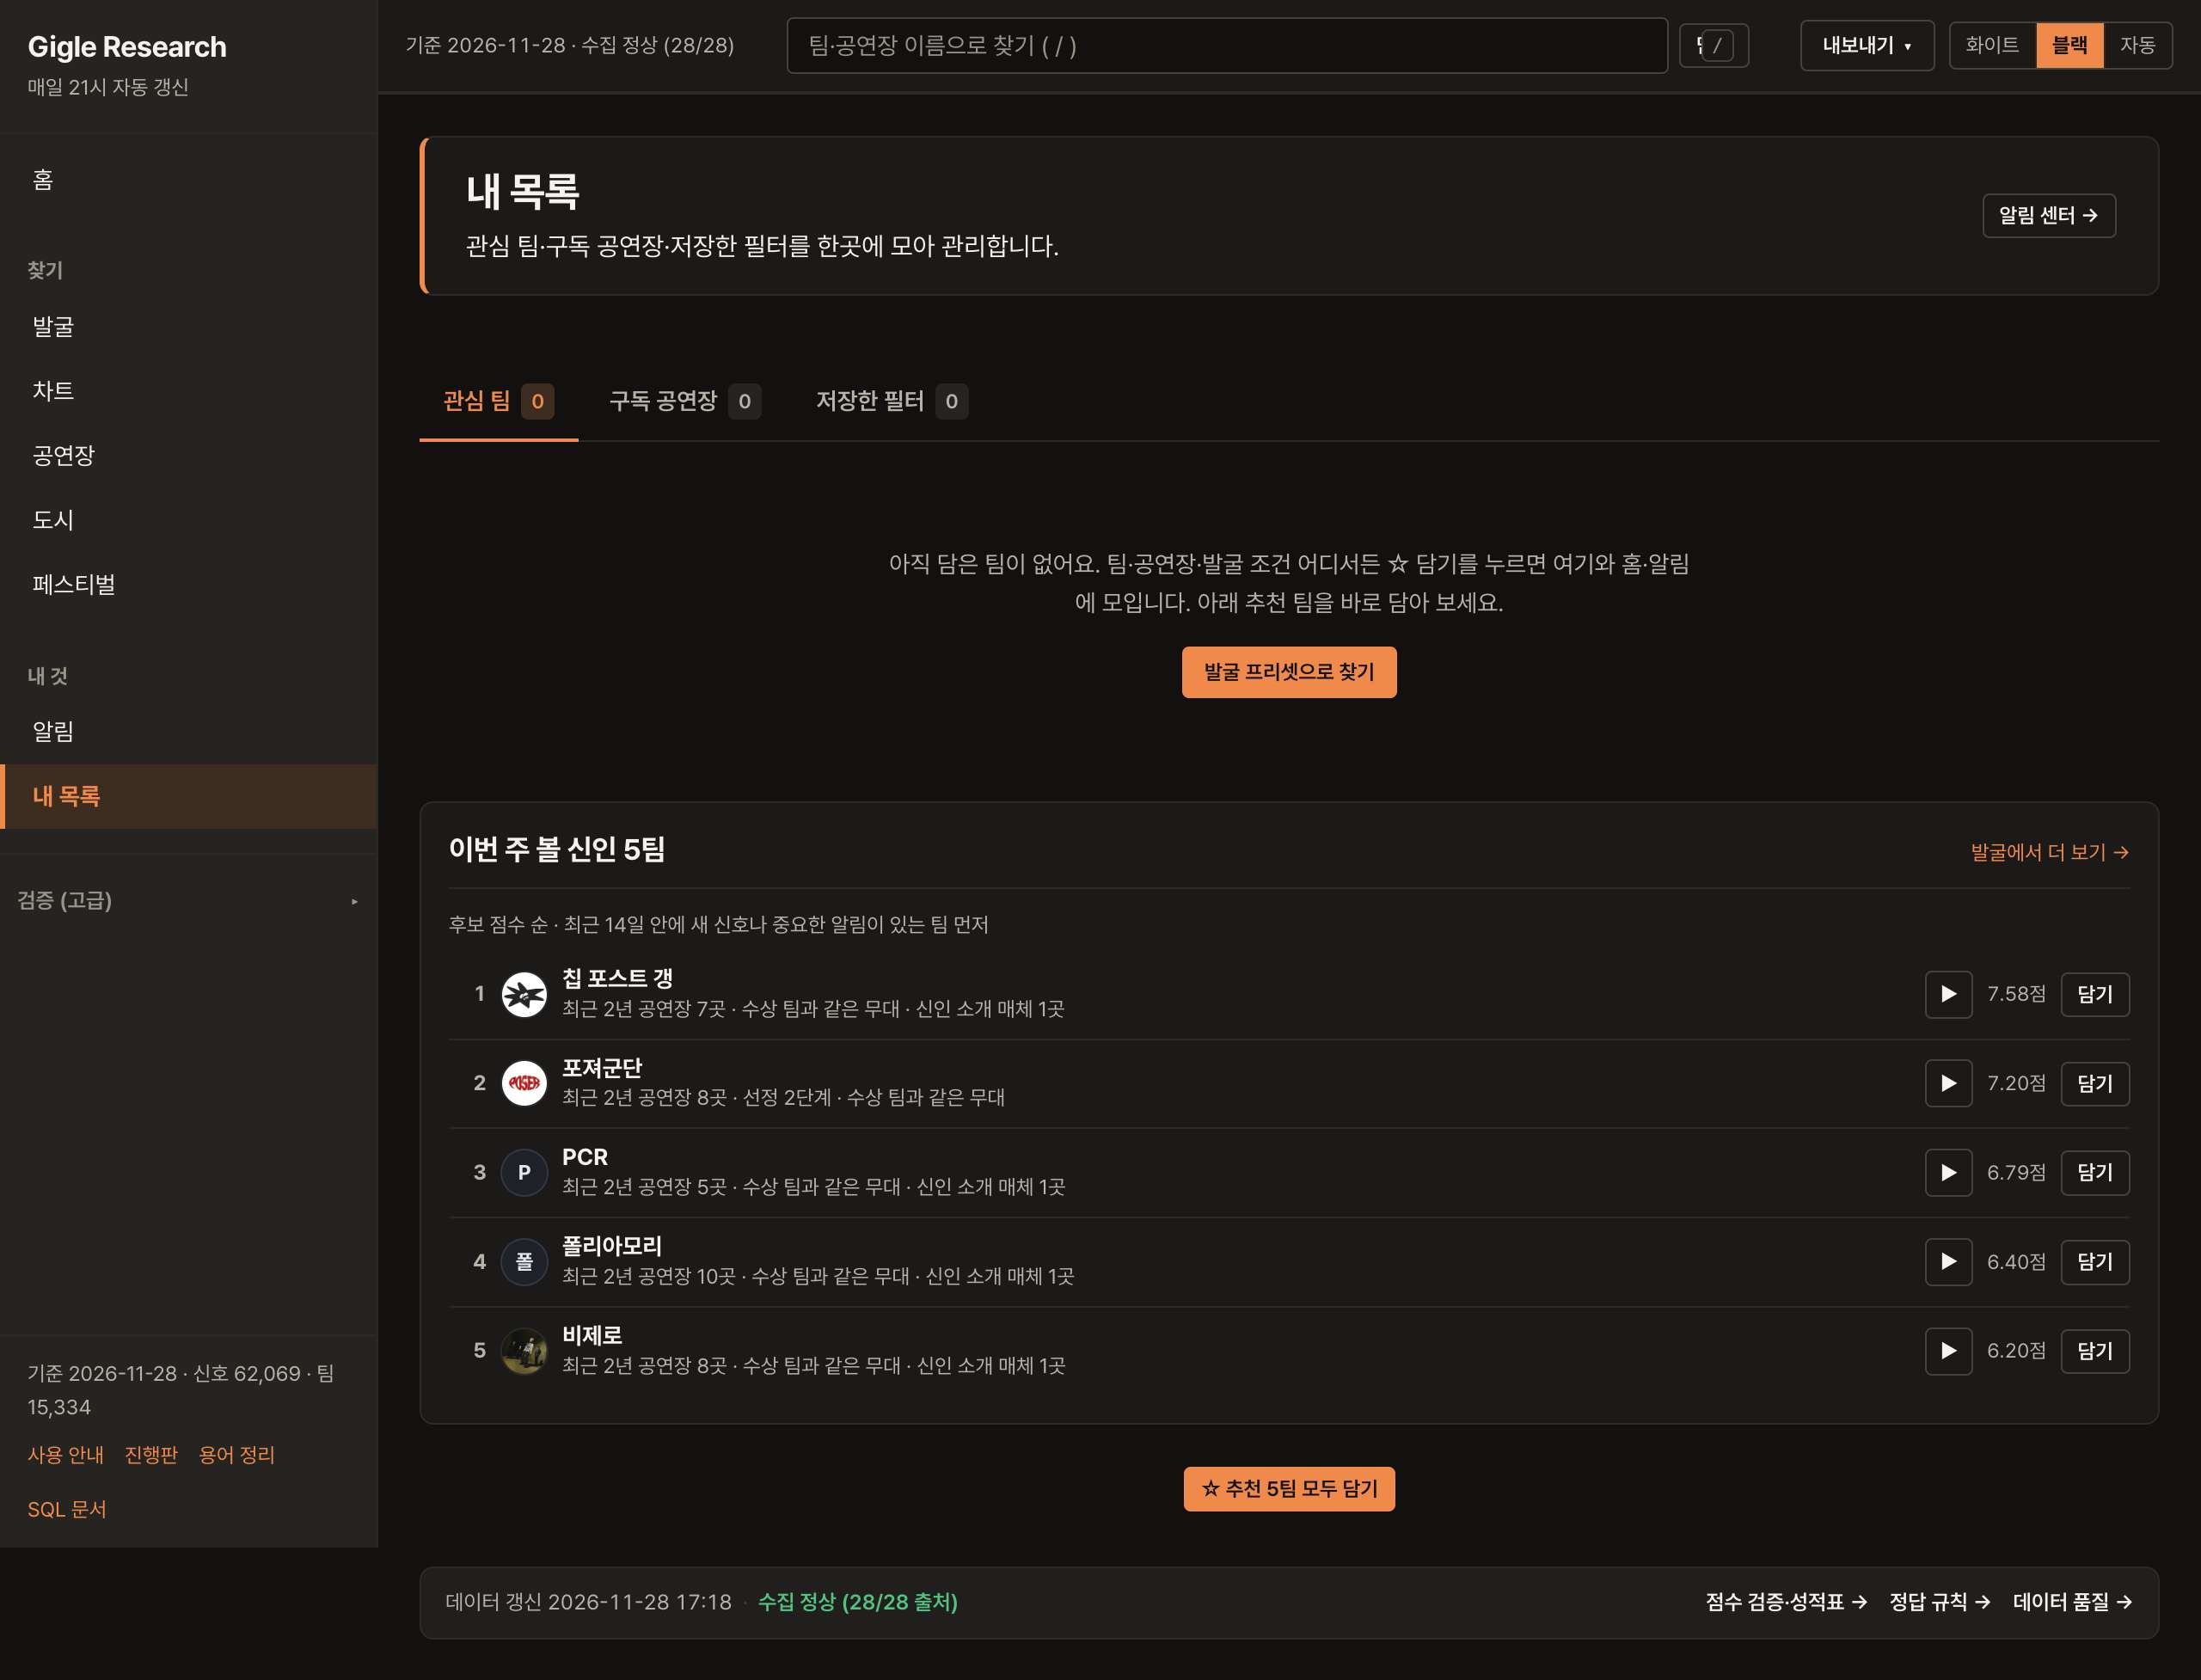 Gigle Research
매일 21시 자동 갱신
홈
찾기
발굴
차트
공연장
도시
페스티벌
내 것
알림
내 목록
검증 (고급) ▸
기준 2026-11-28 · 신호 62,069 · 팀
15,334
사용 안내 진행판 용어 정리
SQL 문서
기준 2026-11-28 · 수집 정상 (28/28)
팀·공연장 이름으로 찾기 ( / )
/
내보내기 ▾
화이트 블랙 자동
내 목록
관심 팀·구독 공연장·저장한 필터를 한곳에 모아 관리합니다.
알림 센터 →
관심 팀 0 구독 공연장 0 저장한 필터 0
아직 담은 팀이 없어요. 팀·공연장·발굴 조건 어디서든 ☆ 담기를 누르면 여기와 홈·알림
에 모입니다. 아래 추천 팀을 바로 담아 보세요.
발굴 프리셋으로 찾기
이번 주 볼 신인 5팀
발굴에서 더 보기 →
후보 점수 순 · 최근 14일 안에 새 신호나 중요한 알림이 있는 팀 먼저
1 칩 포스트 갱
최근 2년 공연장 7곳 · 수상 팀과 같은 무대 · 신인 소개 매체 1곳
▶ 7.58점 담기
2 POSER 포져군단
최근 2년 공연장 8곳 · 선정 2단계 · 수상 팀과 같은 무대
▶ 7.20점 담기
3 P PCR
최근 2년 공연장 5곳 · 수상 팀과 같은 무대 · 신인 소개 매체 1곳
▶ 6.79점 담기
4 폴 폴리아모리
최근 2년 공연장 10곳 · 수상 팀과 같은 무대 · 신인 소개 매체 1곳
▶ 6.40점 담기
5 비제로
최근 2년 공연장 8곳 · 수상 팀과 같은 무대 · 신인 소개 매체 1곳
▶ 6.20점 담기
☆ 추천 5팀 모두 담기
데이터 갱신 2026-11-28 17:18 · 수집 정상 (28/28 출처)
점수 검증·성적표 → 정답 규칙 → 데이터 품질 →